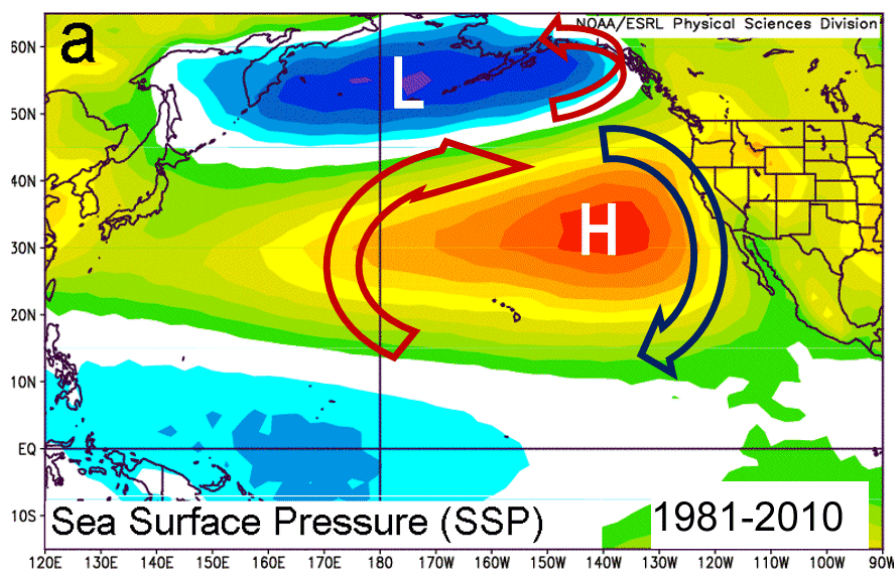 NOAA/ESRL Physical Sciences Division
a
60N
L
50N
40N
H
30N
20N
10N
EQ
10S
Sea Surface Pressure (SSP)
1981-2010
120E 130E 140E 150E 160E 170E 180 170W 160W 150W 140W 130W 120W 110W 100W 90W